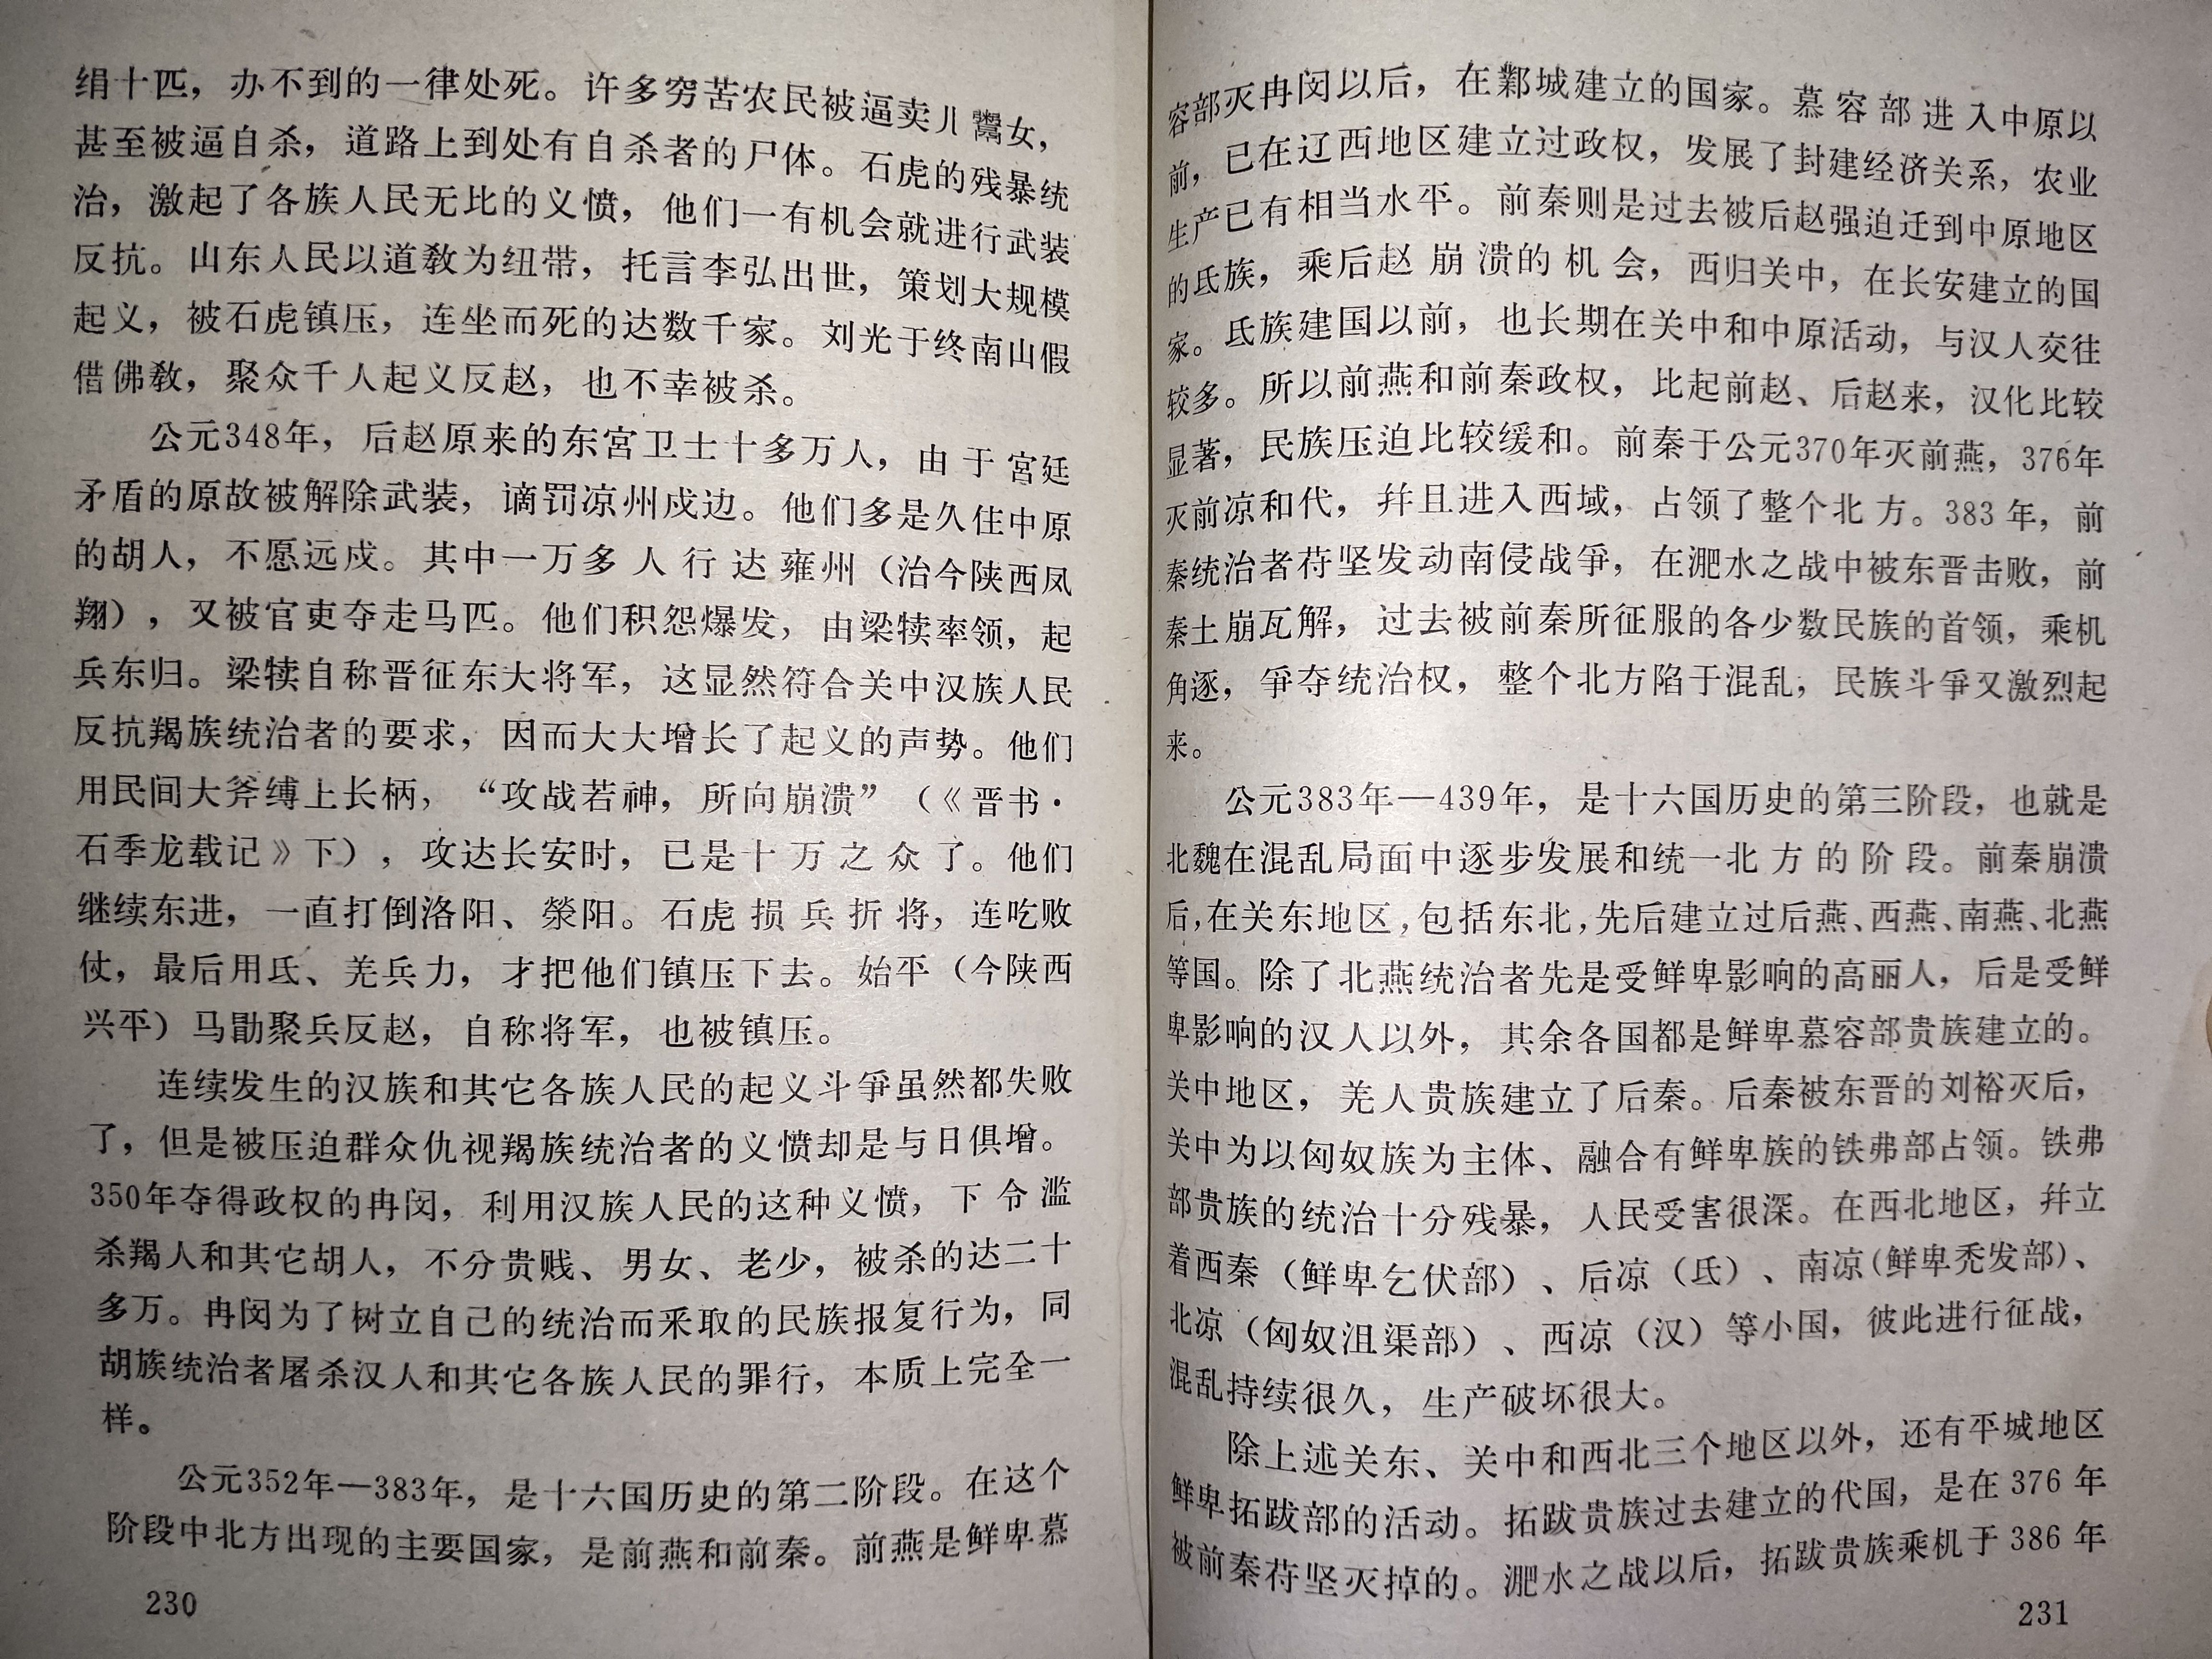 绢十匹，办不到的一律处死。许多穷苦农民被逼卖儿鬻女，
甚至被逼自杀，道路上到处有自杀者的尸体。石虎的残暴统
治，激起了各族人民无比的义愤，他们一有机会就进行武装
反抗。山东人民以道教为纽带，托言李弘出世，策划大规模
起义，被石虎镇压，连坐而死的达数千家。刘光于终南山假
借佛教，聚众千人起义反赵，也不幸被杀。
公元348年，后赵原来的东宫卫士十多万人，由于宫廷
矛盾的原故被解除武装，谪罚凉州戍边。他们多是久住中原
的胡人，不愿远戍。其中一万多人行达雍州（治今陕西凤
翔），又被官吏夺走马匹。他们积怨爆发，由梁犊率领，起
兵东归。梁犊自称晋征东大将军，这显然符合关中汉族人民
反抗羯族统治者的要求，因而大大增长了起义的声势。他们
用民间大斧缚上长柄，“攻战若神，所向崩溃”（《晋书·
石季龙载记》下），攻达长安时，已是十万之众了。他们
继续东进，一直打倒洛阳、荥阳。石虎损兵折将，连吃败
仗，最后用氐、羌兵力，才把他们镇压下去。始平（今陕西
兴平）马勖聚兵反赵，自称将军，也被镇压。
连续发生的汉族和其它各族人民的起义斗爭虽然都失败
了，但是被压迫群众仇视羯族统治者的义愤却是与日俱增。
350年夺得政权的冉闵，利用汉族人民的这种义愤，下令滥
杀羯人和其它胡人，不分贵贱、男女、老少，被杀的达二十
多万。冉闵为了树立自己的统治而采取的民族报复行为，同
胡族统治者屠杀汉人和其它各族人民的罪行，本质上完全一
样。
公元352年—383年，是十六国历史的第二阶段。在这个
阶段中北方出现的主要国家，是前燕和前秦。前燕是鲜卑慕
230
容部灭冉闵以后，在鄴城建立的国家。慕容部进入中原以
前，已在辽西地区建立过政权，发展了封建经济关系，农业
生产已有相当水平。前秦则是过去被后赵强迫迁到中原地区
的氐族，乘后赵崩溃的机会，西归关中，在长安建立的国
家。氐族建国以前，也长期在关中和中原活动，与汉人交往
较多。所以前燕和前秦政权，比起前赵、后赵来，汉化比较
显著，民族压迫比较缓和。前秦于公元370年灭前燕，376年
灭前凉和代，幷且进入西域，占领了整个北方。383年，前
秦统治者苻坚发动南侵战爭，在淝水之战中被东晋击败，前
秦土崩瓦解，过去被前秦所征服的各少数民族的首领，乘机
角逐，爭夺统治权，整个北方陷于混乱，民族斗爭又激烈起
来。
公元383年—439年，是十六国历史的第三阶段，也就是
北魏在混乱局面中逐步发展和统一北方的阶段。前秦崩溃
后，在关东地区，包括东北，先后建立过后燕、西燕、南燕、北燕
等国。除了北燕统治者先是受鲜卑影响的高丽人，后是受鲜
卑影响的汉人以外，其余各国都是鲜卑慕容部贵族建立的。
关中地区，羌人贵族建立了后秦。后秦被东晋的刘裕灭后，
关中为以匈奴族为主体、融合有鲜卑族的铁弗部占领。铁弗
部贵族的统治十分残暴，人民受害很深。在西北地区，幷立
着西秦（鲜卑乞伏部）、后凉（氐）、南凉（鲜卑秃发部）、
北凉（匈奴沮渠部）、西凉（汉）等小国，彼此进行征战，
混乱持续很久，生产破坏很大。
除上述关东、关中和西北三个地区以外，还有平城地区
鲜卑拓跋部的活动。拓跋贵族过去建立的代国，是在376年
被前秦苻坚灭掉的。淝水之战以后，拓跋贵族乘机于386年
231